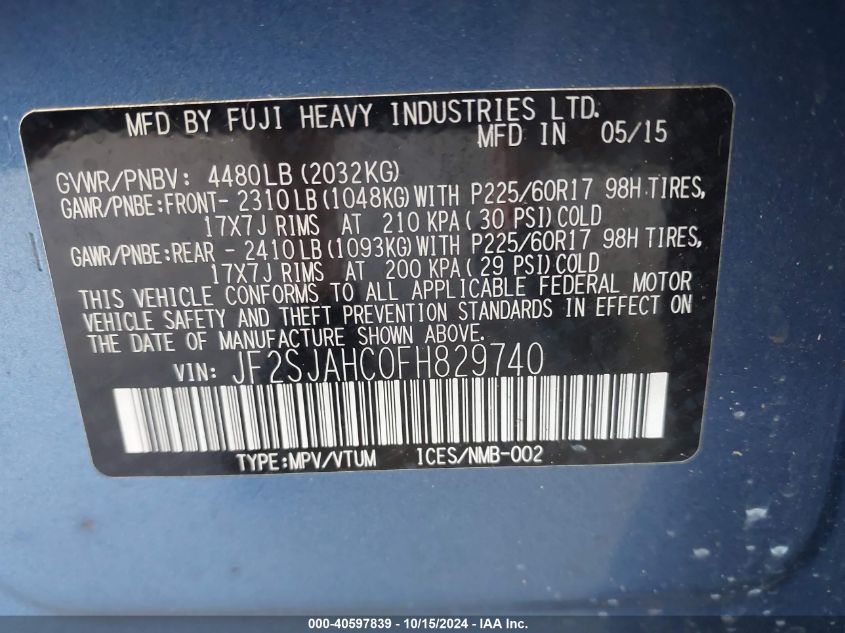 MFD BY FUJI HEAVY INDUSTRIES LTD.
MFD IN 05/15
GVWR/PNBV: 4480LB(2032KG)
GAWR/PNBE:FRONT- 2310LB(1048KG)WITH P225/60R17 98H TIRES,
17X7J RIMS AT 210 KPA( 30 PSI)COLD
GAWR/PNBE:REAR - 2410LB(1093KG)WITH P225/60R17 98H TIRES,
17X7J RIMS AT 200 KPA( 29 PSI)COLD
THIS VEHICLE CONFORMS TO ALL APPLICABLE FEDERAL MOTOR
VEHICLE SAFETY AND THEFT PREVENTION STANDARDS IN EFFECT ON
THE DATE OF MANUFACTURE SHOWN ABOVE.
VIN: JF2SJAHC0FH829740
TYPE:MPV/VTUM ICES/NMB-002
000-40597839 - 10/15/2024 - IAA Inc.